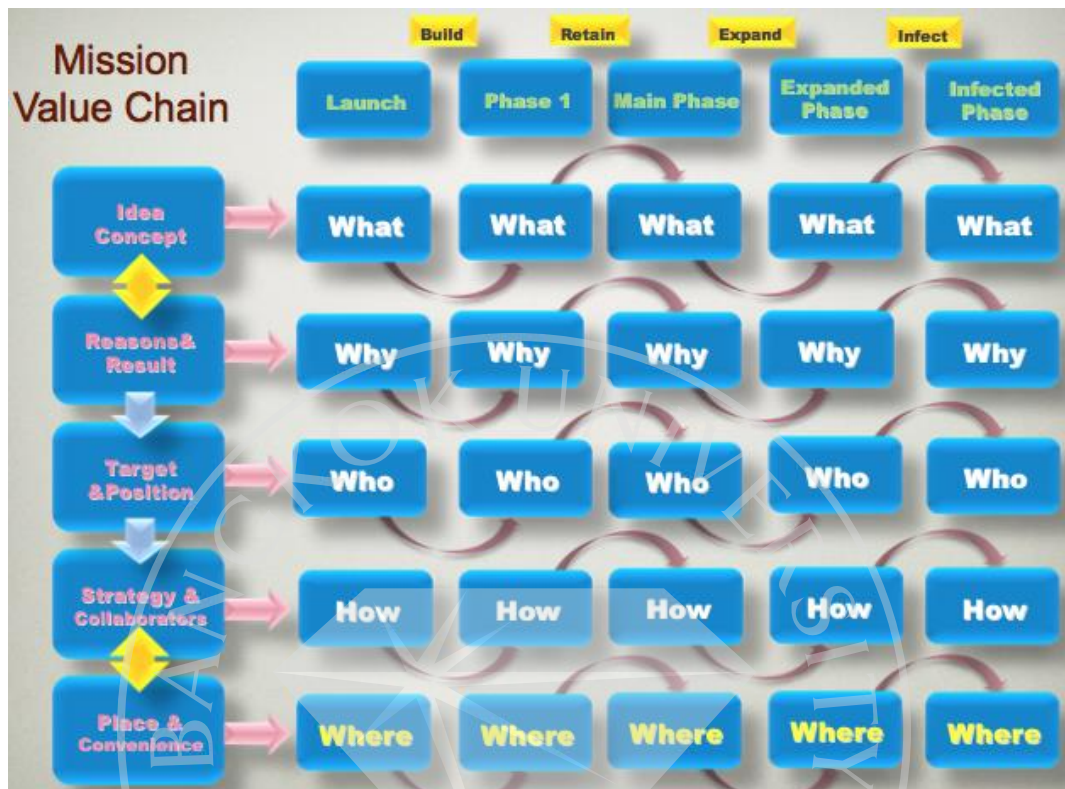 Mission
Value Chain
Build Retain Expand Infect
Launch Phase 1 Main Phase Expanded Phase Infected Phase
Idea
Concept
What What What What What
Reasons&
Result
Why Why Why Why Why
Target
&Position
Who Who Who Who Who
Strategy &
Collaborators
How How How How How
Place &
Convenience
Where Where Where Where Where
BANGKOK UNIVERSITY